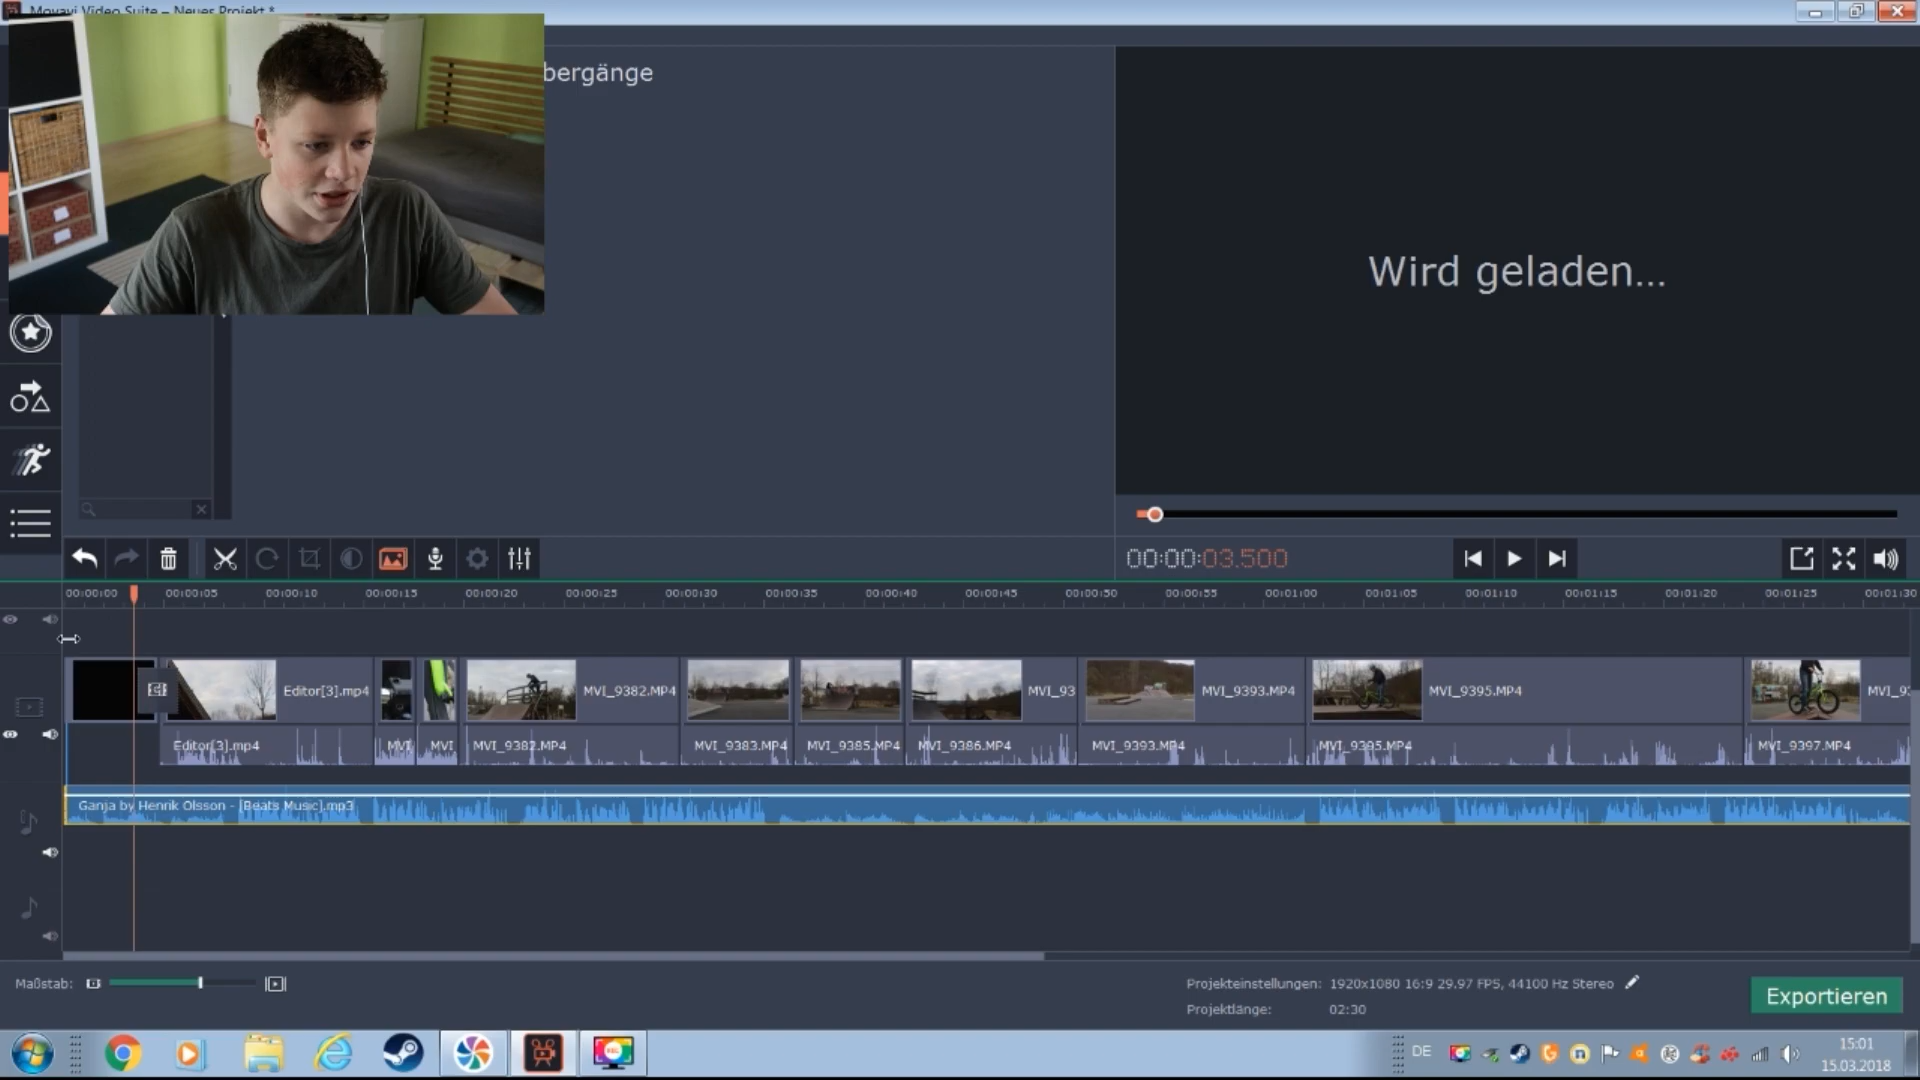 Movavi Video Suite – Neues Projekt *
bergänge
Wird geladen...
00:00:03.500
00:00:00 00:00:05 00:00:10 00:00:15 00:00:20 00:00:25 00:00:30 00:00:35 00:00:40 00:00:45 00:00:50 00:00:55 00:01:00 00:01:05 00:01:10 00:01:15 00:01:20 00:01:25 00:01:30
Editor[3].mp4 MVI_9382.MP4 MVI_93 MVI_9393.MP4 MVI_9395.MP4 MVI_9
Editor[3].mp4 MVI MVI MVI_9382.MP4 MVI_9383.MP4 MVI_9385.MP4 MVI_9386.MP4 MVI_9393.MP4 MVI_9395.MP4 MVI_9397.MP4
Ganja by Henrik Olsson - [Beats Music].mp3
Maßstab:
Projekteinstellungen: 1920x1080 16:9 29.97 FPS, 44100 Hz Stereo
Projektlänge: 02:30
Exportieren
DE
15:01
15.03.2018